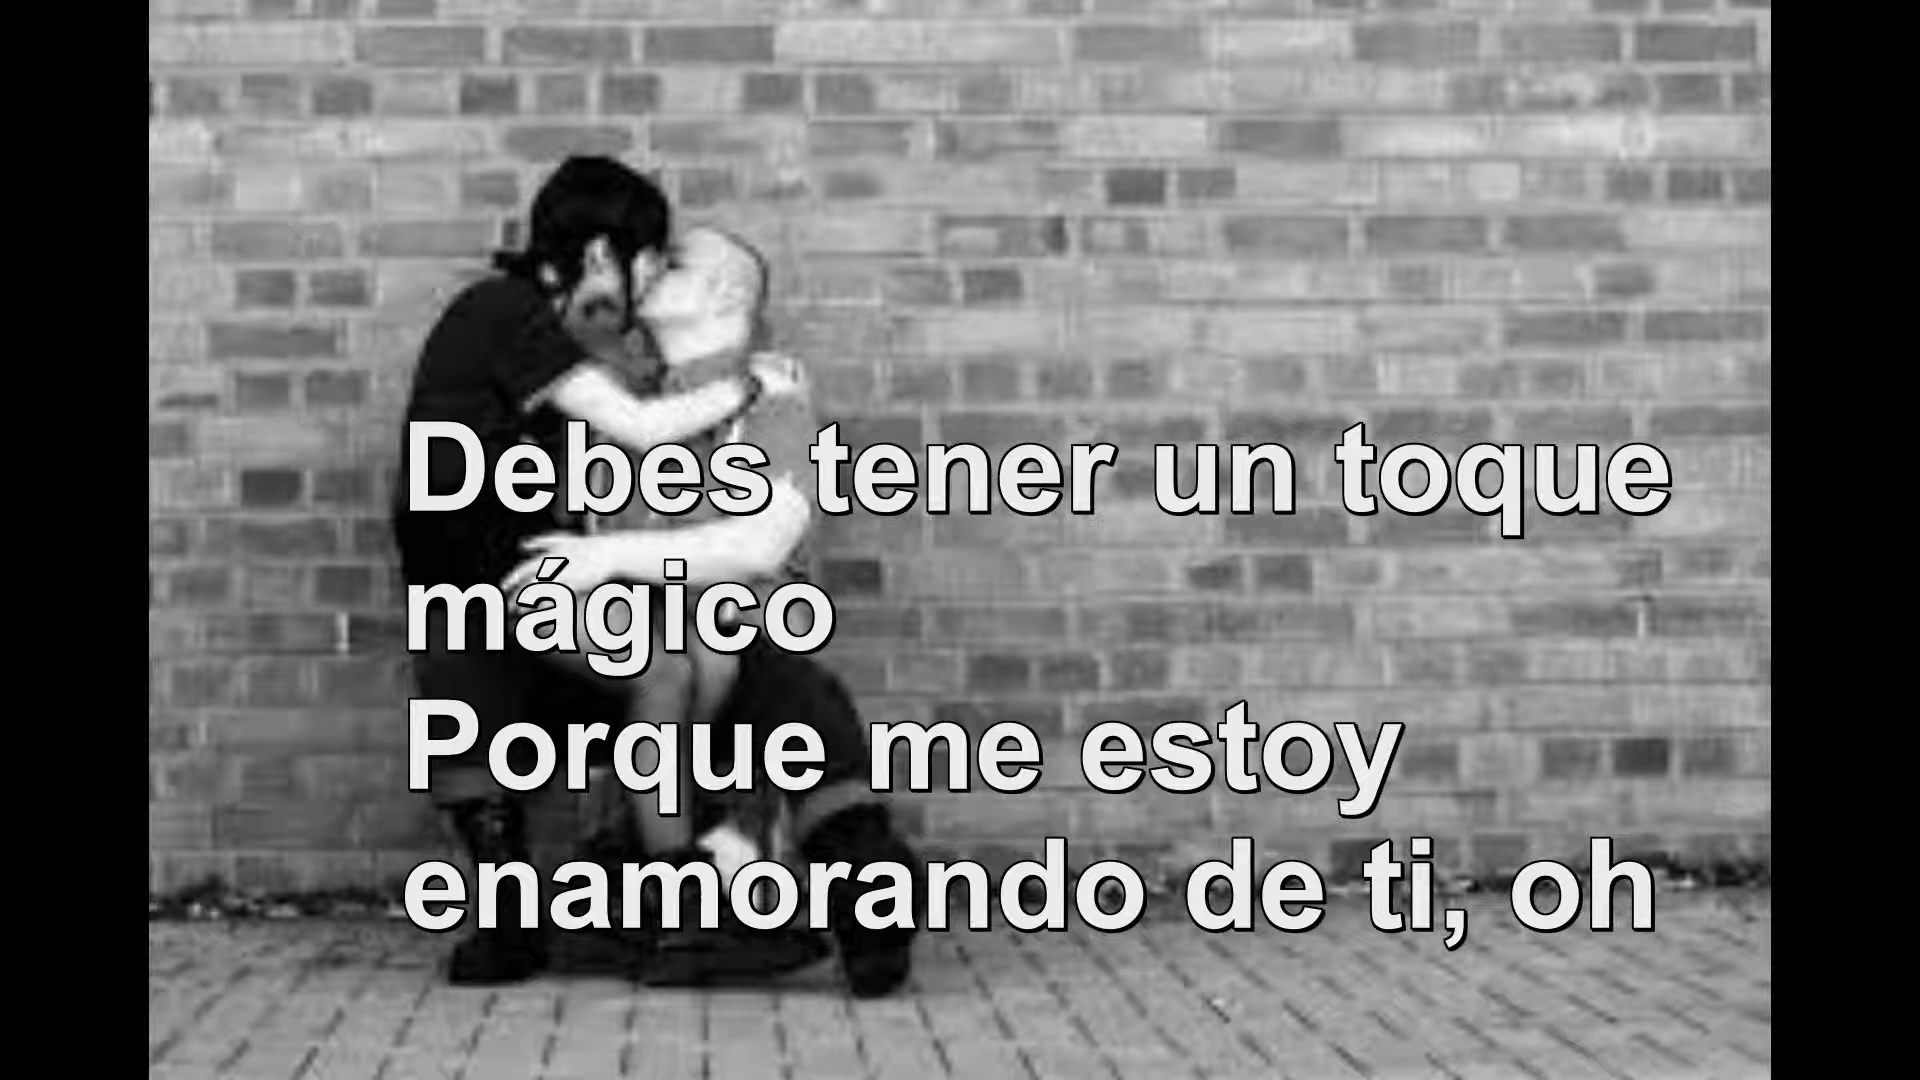 Debes tener un toque
mágico
Porque me estoy
enamorando de ti, oh